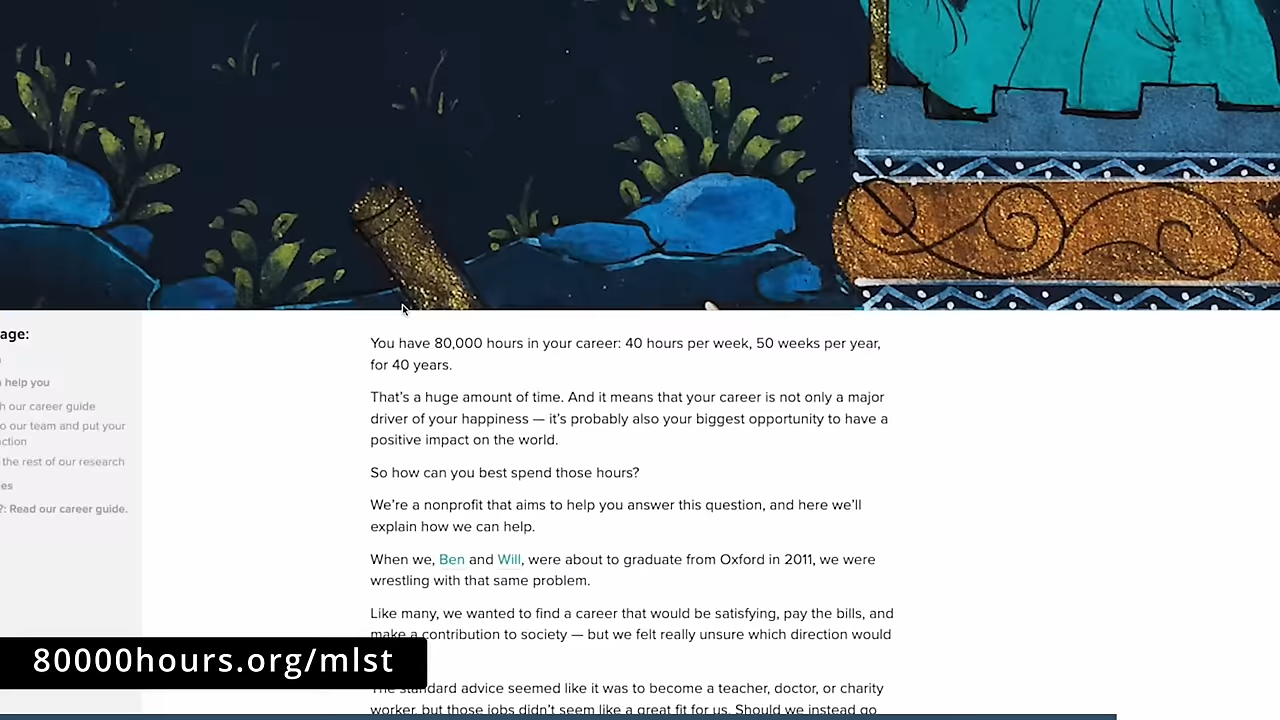 age:
help you
h our career guide
o our team and put your
ction
the rest of our research
es
?: Read our career guide.
You have 80,000 hours in your career: 40 hours per week, 50 weeks per year,
for 40 years.
That's a huge amount of time. And it means that your career is not only a major
driver of your happiness — it's probably also your biggest opportunity to have a
positive impact on the world.
So how can you best spend those hours?
We're a nonprofit that aims to help you answer this question, and here we'll
explain how we can help.
When we, Ben and Will, were about to graduate from Oxford in 2011, we were
wrestling with that same problem.
Like many, we wanted to find a career that would be satisfying, pay the bills, and
make a contribution to society — but we felt really unsure which direction would
The standard advice seemed like it was to become a teacher, doctor, or charity
worker, but those jobs didn't seem like a great fit for us. Should we instead go
80000hours.org/mlst